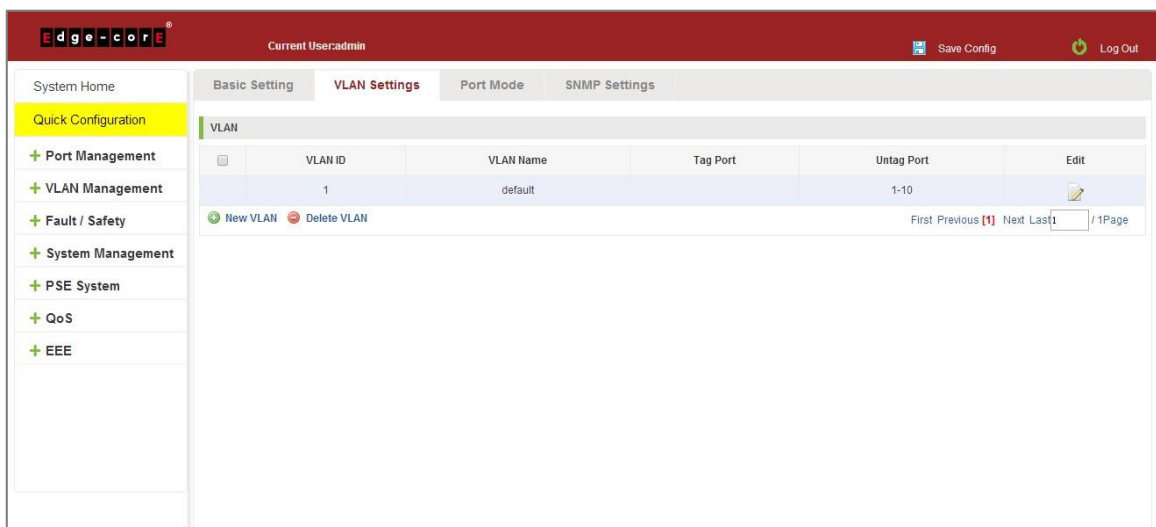 Edge-corE®
Current User:admin
Save Config
Log Out
System Home
Quick Configuration
+ Port Management
+ VLAN Management
+ Fault / Safety
+ System Management
+ PSE System
+ QoS
+ EEE
Basic Setting VLAN Settings Port Mode SNMP Settings
VLAN
VLAN ID VLAN Name Tag Port Untag Port Edit
1 default 1-10
New VLAN Delete VLAN
First Previous [1] Next Last 1 / 1Page